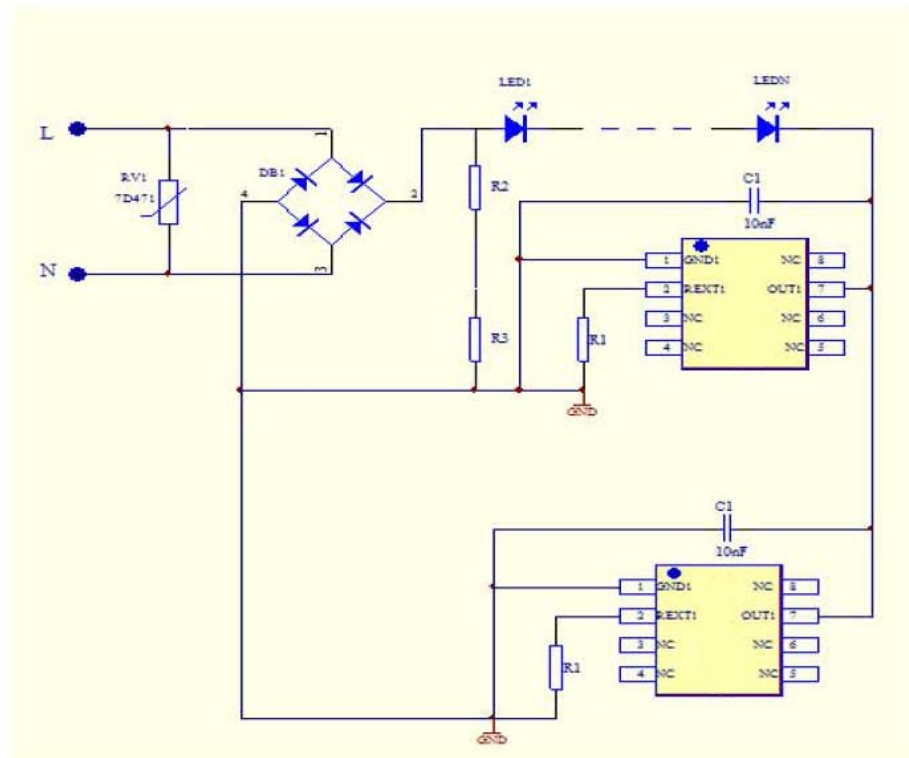 LED1
LEDN
L
RV1
7D471
N
DB1
1
2
3
4
R2
R3
C1
10nF
1 GND1
2 REXT1
3 NC
4 NC
NC 8
OUT1 7
NC 6
NC 5
R1
GND
C1
10nF
1 GND1
2 REXT1
3 NC
4 NC
NC 8
OUT1 7
NC 6
NC 5
R1
GND